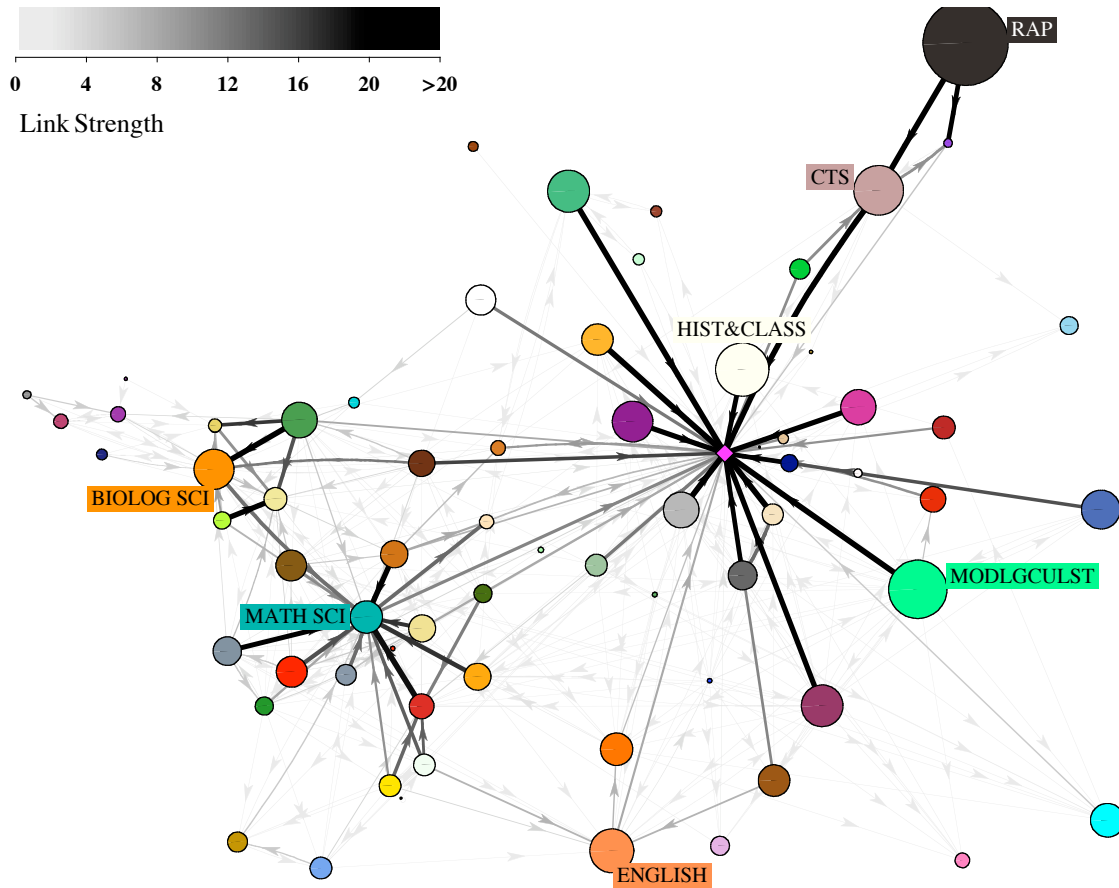 RAP
0 4 8 12 16 20 >20
Link Strength
CTS
HIST&CLASS
BIOLOG SCI
MODLGCULST
MATH SCI
ENGLISH